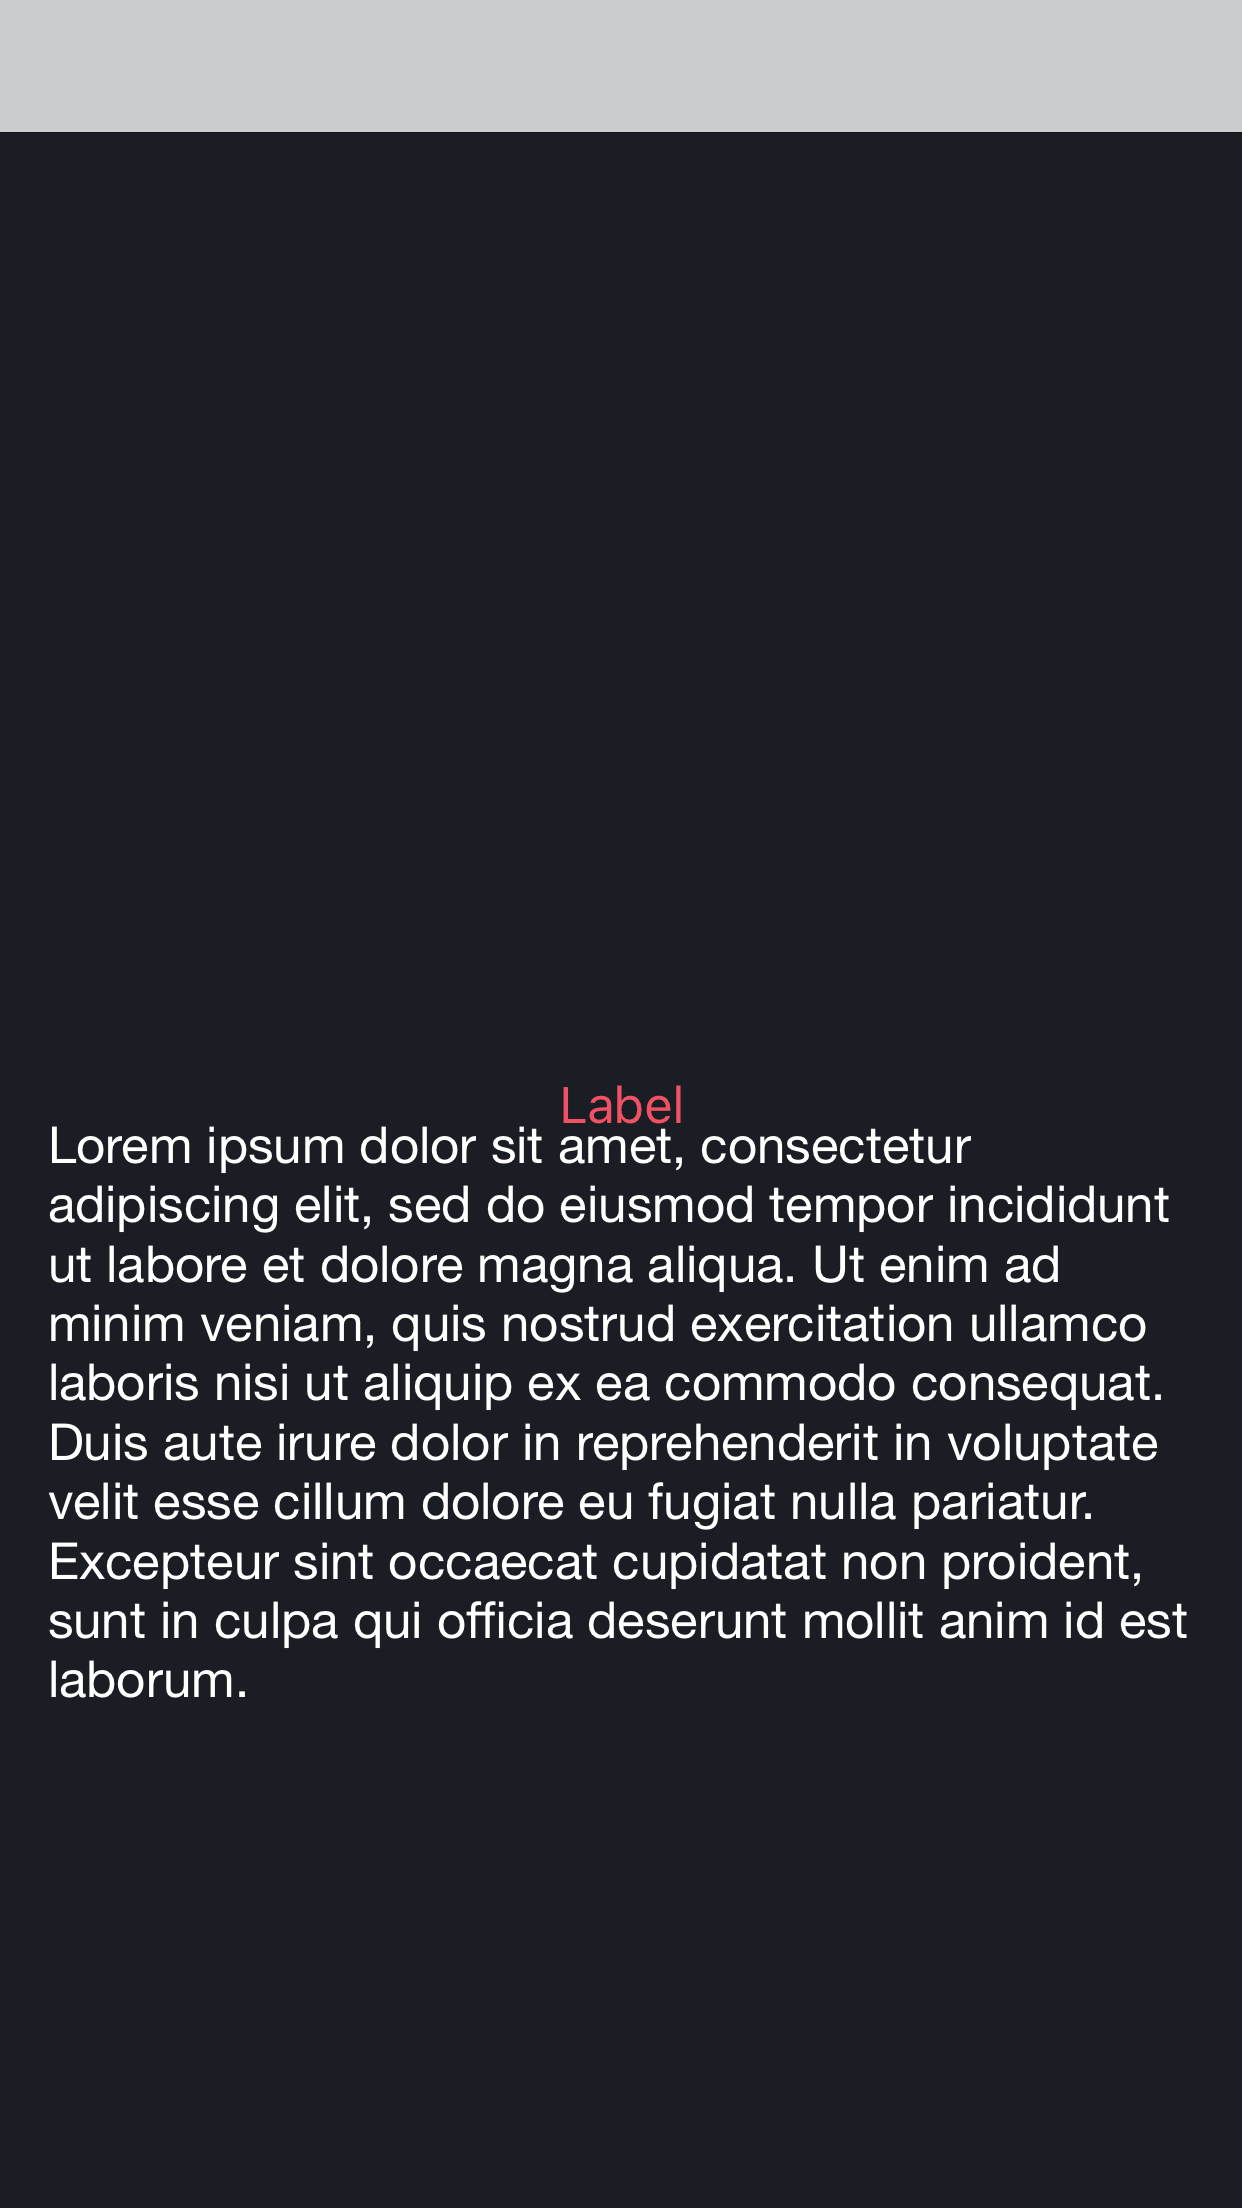 Label
Lorem ipsum dolor sit amet, consectetur
adipiscing elit, sed do eiusmod tempor incididunt
ut labore et dolore magna aliqua. Ut enim ad
minim veniam, quis nostrud exercitation ullamco
laboris nisi ut aliquip ex ea commodo consequat.
Duis aute irure dolor in reprehenderit in voluptate
velit esse cillum dolore eu fugiat nulla pariatur.
Excepteur sint occaecat cupidatat non proident,
sunt in culpa qui officia deserunt mollit anim id est
laborum.